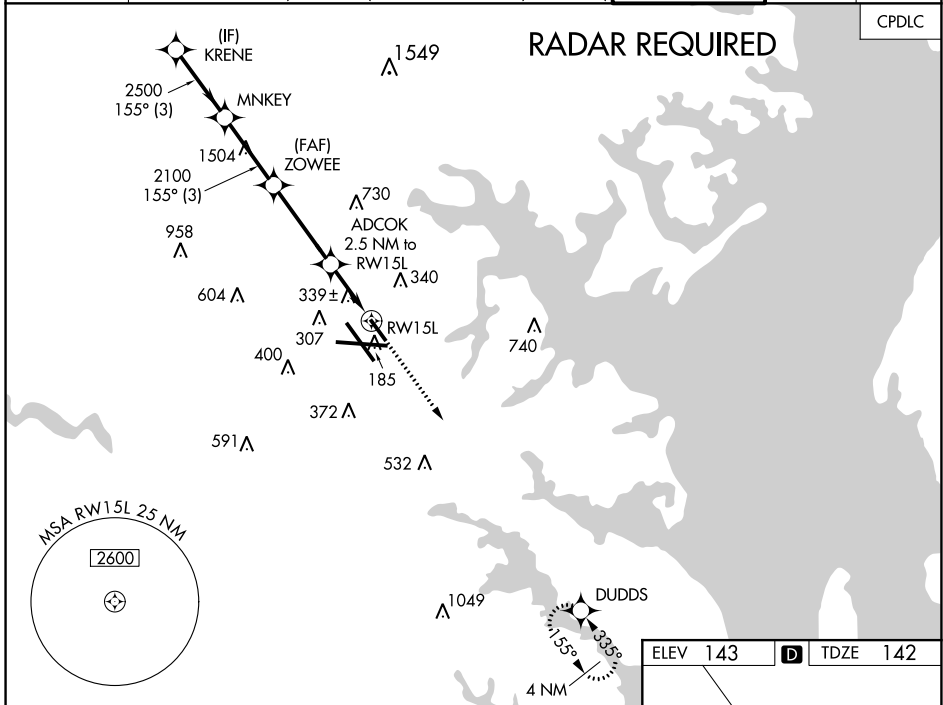 CPDLC
RADAR REQUIRED
(IF)
KRENE
1549
2500
155° (3)
MNKEY
1504
(FAF)
ZOWEE
2100
155° (3)
730
958
ADCOK
2.5 NM to
RW15L
340
604
339±
307
RW15L
740
400
185
372
591
532
MSA RW15L 25 NM
2600
1049
DUDDS
155°
335°
4 NM
ELEV 143
D
TDZE 142